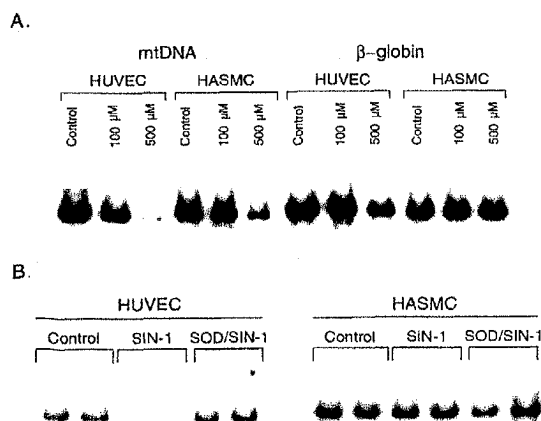 A.
mtDNA β-globin
HUVEC HASMC HUVEC HASMC
Control 100 µM 500 µM Control 100 µM 500 µM Control 100 µM 500 µM Control 100 µM 500 µM
B.
HUVEC HASMC
Control SIN-1 SOD/SIN-1 Control SIN-1 SOD/SIN-1